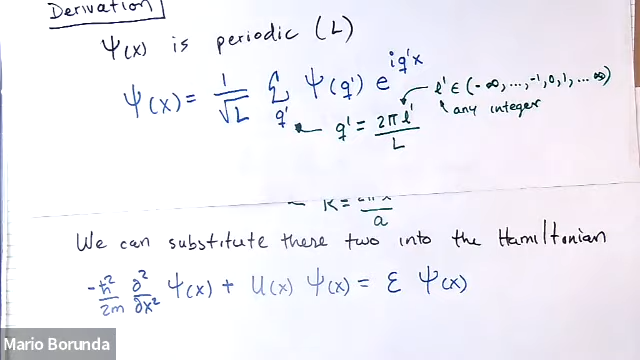 Derivation
Ψ(x) is periodic (L)
Ψ(x) = 1/√L Σ_q' Ψ(q') e^{iq'x}
q' = 2πl'/L
l' ∈ (-∞, ..., -1, 0, 1, ... ∞)
any integer
K = /a
We can substitute these two into the Hamiltonian
-ħ²/2m ∂²/∂x² Ψ(x) + U(x) Ψ(x) = ε Ψ(x)
Mario Borunda